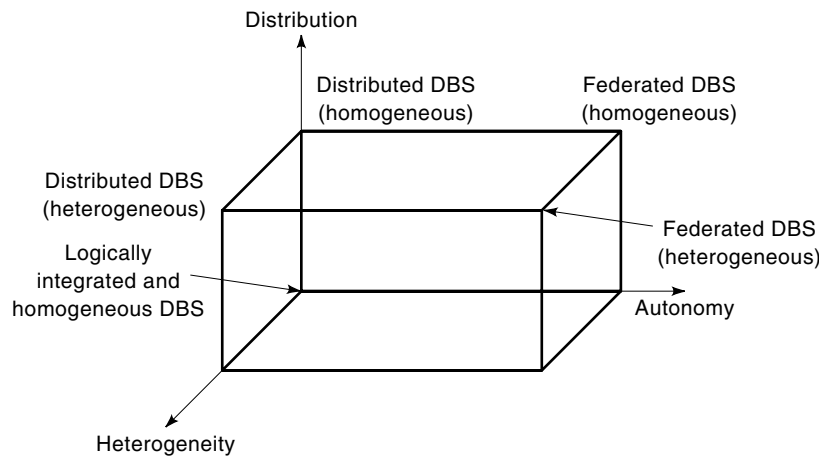 Distribution
Distributed DBS
(homogeneous)
Federated DBS
(homogeneous)
Distributed DBS
(heterogeneous)
Federated DBS
(heterogeneous)
Logically
integrated and
homogeneous DBS
Autonomy
Heterogeneity